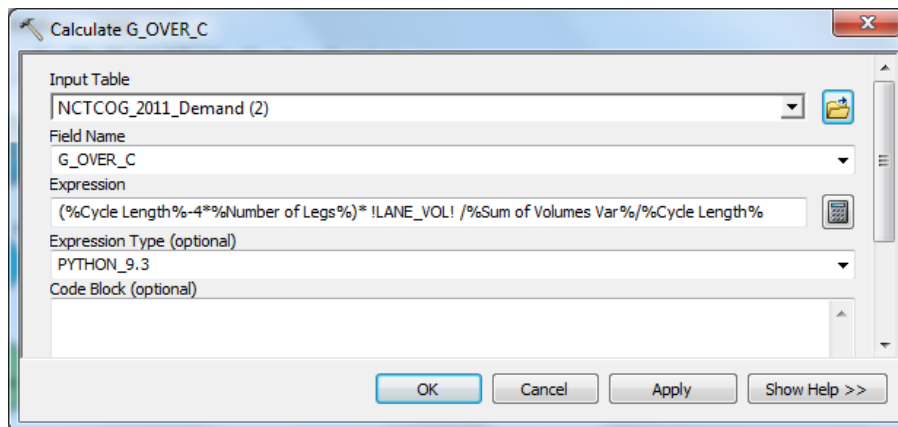 Calculate G_OVER_C
Input Table
NCTCOG_2011_Demand (2)
Field Name
G_OVER_C
Expression
(%Cycle Length%-4*%Number of Legs%)* !LANE_VOL! /%Sum of Volumes Var%/%Cycle Length%
Expression Type (optional)
PYTHON_9.3
Code Block (optional)
OK Cancel Apply Show Help >>